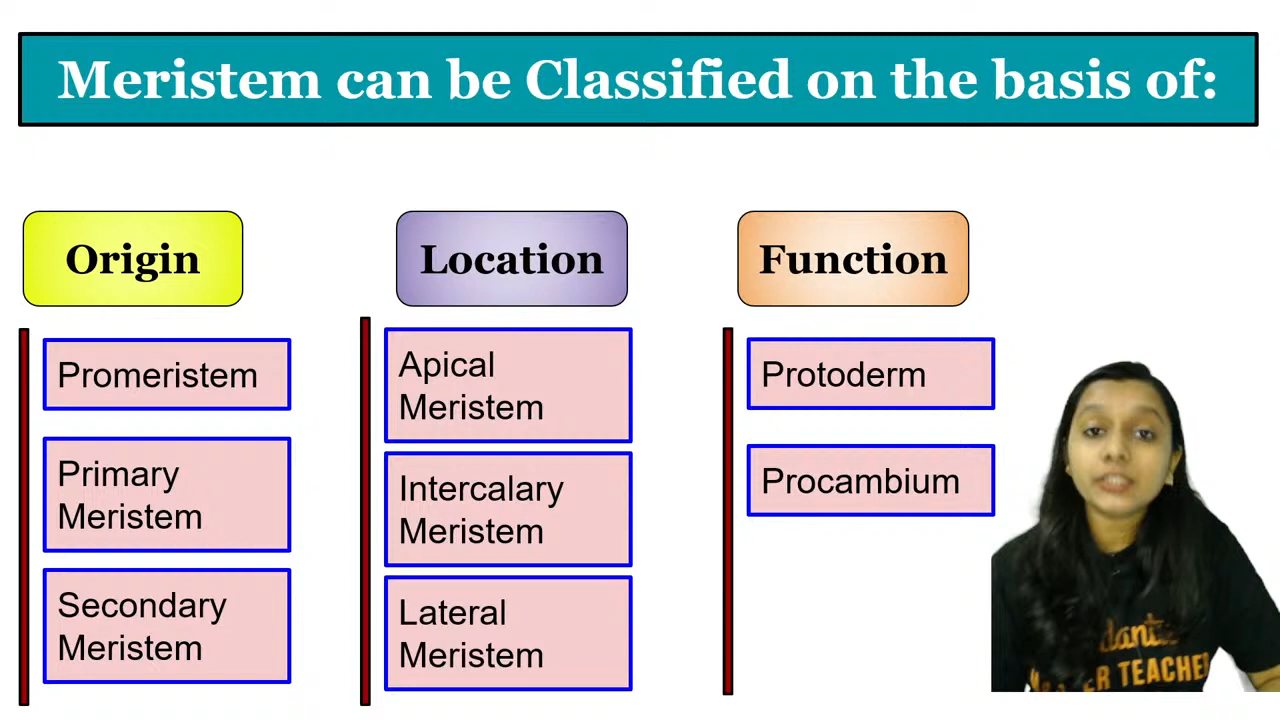 Meristem can be Classified on the basis of:
Origin
Promeristem
Primary
Meristem
Secondary
Meristem
Location
Apical
Meristem
Intercalary
Meristem
Lateral
Meristem
Function
Protoderm
Procambium
TEACHER